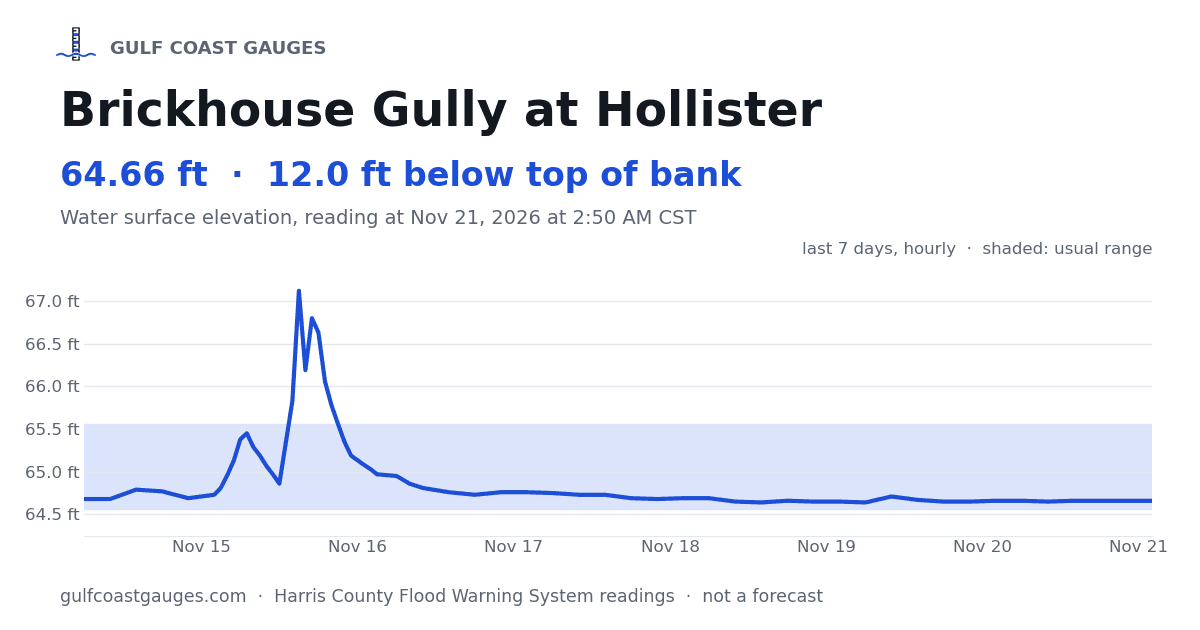 GULF COAST GAUGES
Brickhouse Gully at Hollister
64.66 ft · 12.0 ft below top of bank
Water surface elevation, reading at Nov 21, 2026 at 2:50 AM CST
last 7 days, hourly · shaded: usual range
67.0 ft
66.5 ft
66.0 ft
65.5 ft
65.0 ft
64.5 ft
Nov 15 Nov 16 Nov 17 Nov 18 Nov 19 Nov 20 Nov 21
gulfcoastgauges.com · Harris County Flood Warning System readings · not a forecast